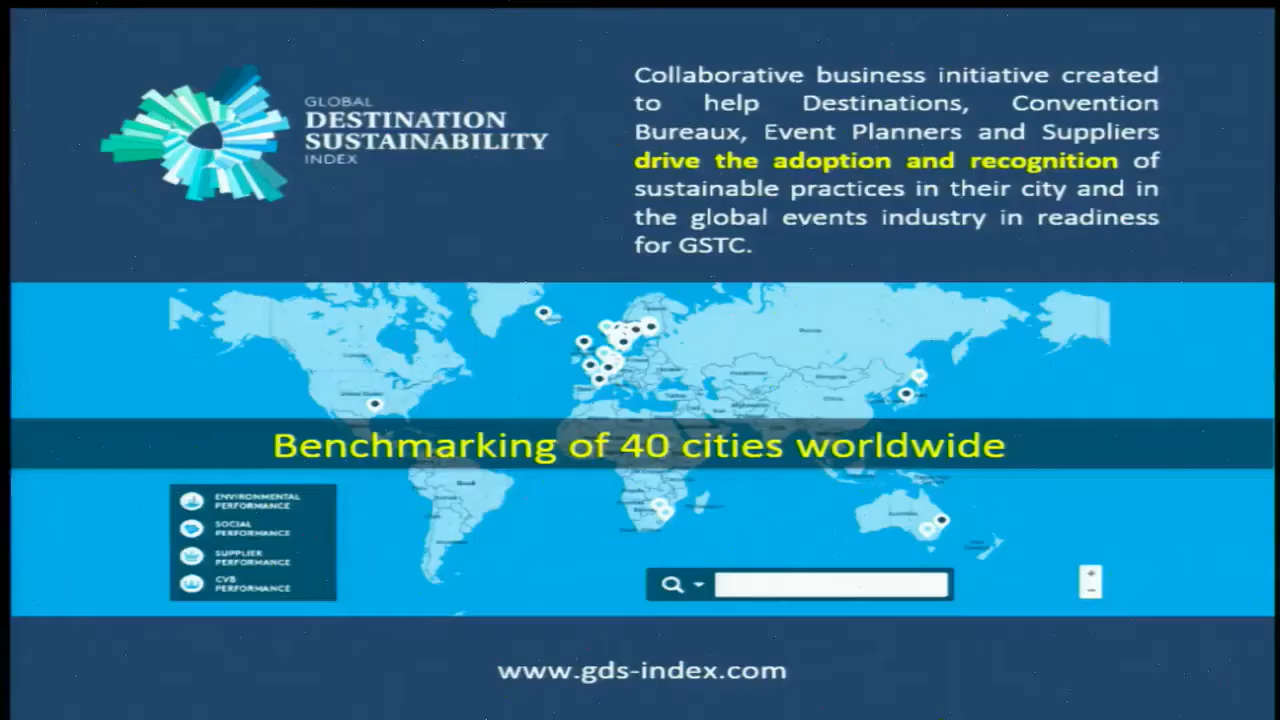 GLOBAL
DESTINATION
SUSTAINABILITY
INDEX
Collaborative business initiative created
to help Destinations, Convention
Bureaux, Event Planners and Suppliers
drive the adoption and recognition of
sustainable practices in their city and in
the global events industry in readiness
for GSTC.
Benchmarking of 40 cities worldwide
ENVIRONMENTAL
PERFORMANCE
SOCIAL
PERFORMANCE
SUPPLIER
PERFORMANCE
CVB
PERFORMANCE
www.gds-index.com